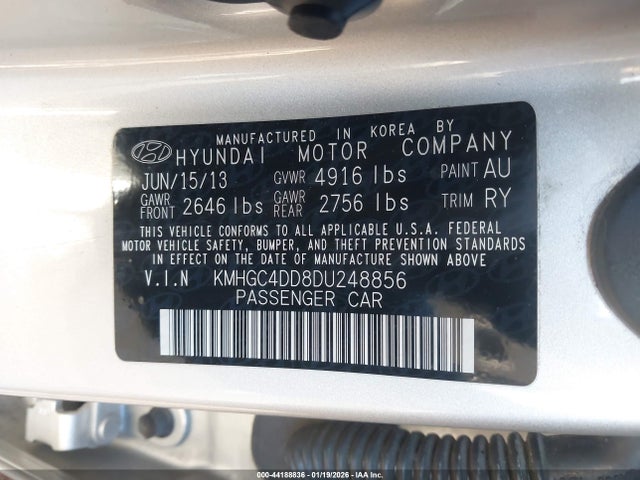 MANUFACTURED IN KOREA BY
HYUNDAI MOTOR COMPANY
JUN/15/13 GVWR 4916 lbs PAINT AU
GAWR FRONT 2646 lbs GAWR REAR 2756 lbs TRIM RY
THIS VEHICLE CONFORMS TO ALL APPLICABLE U.S.A. FEDERAL
MOTOR VEHICLE SAFETY, BUMPER, AND THEFT PREVENTION STANDARDS
IN EFFECT ON THE DATE OF MANUFACTURE SHOWN ABOVE.
V.I.N KMHGC4DD8DU248856
PASSENGER CAR
000-44188836 - 01/19/2026 - IAA Inc.